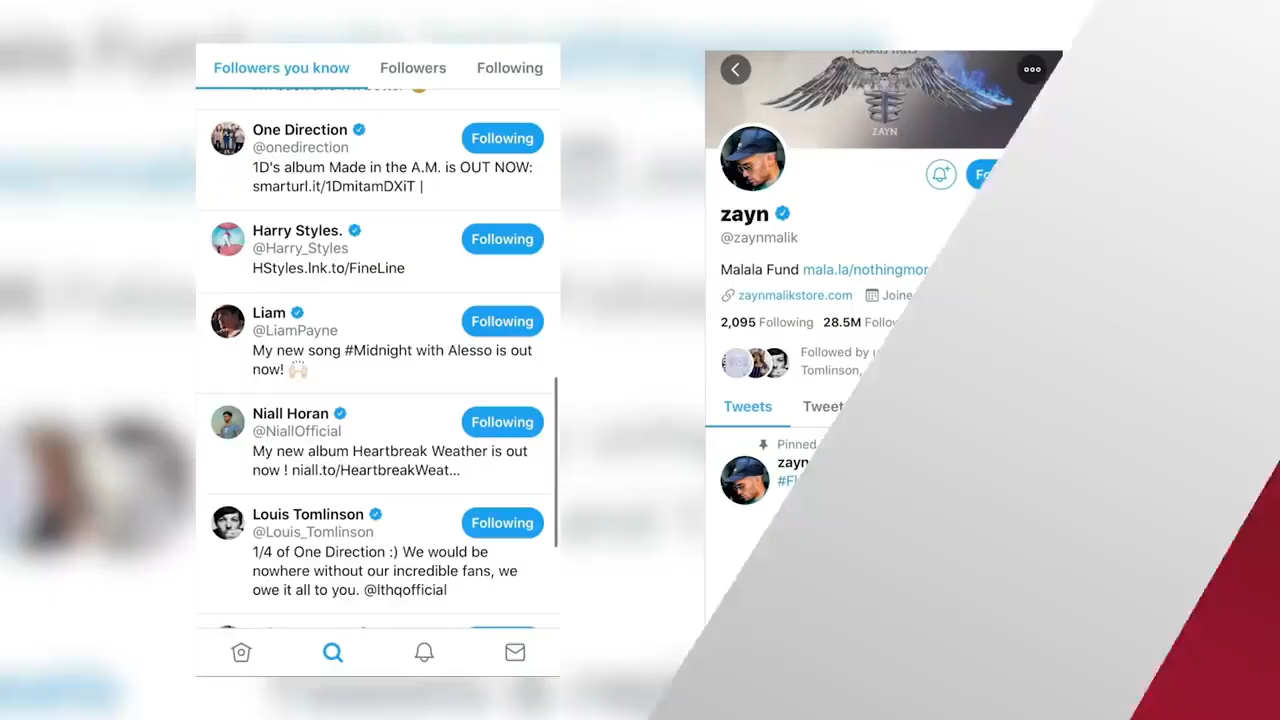 Followers you know
Followers
Following
One Direction
@onedirection
Following
1D's album Made in the A.M. is OUT NOW:
smarturl.it/1DmitamDXiT |
Harry Styles.
@Harry_Styles
Following
HStyles.lnk.to/FineLine
Liam
@LiamPayne
Following
My new song #Midnight with Alesso is out
now! 🙌🏻
Niall Horan
@NiallOfficial
Following
My new album Heartbreak Weather is out
now ! niall.to/HeartbreakWeat...
Louis Tomlinson
@Louis_Tomlinson
Following
1/4 of One Direction :) We would be
nowhere without our incredible fans, we
owe it all to you. @lthqofficial
ZAYN
zayn
@zaynmalik
Malala Fund mala.la/nothingmor
zaynmalikstore.com Joine
2,095 Following 28.5M Follo
Followed by
Tomlinson,
Tweets Tweet
Pinned
zayn